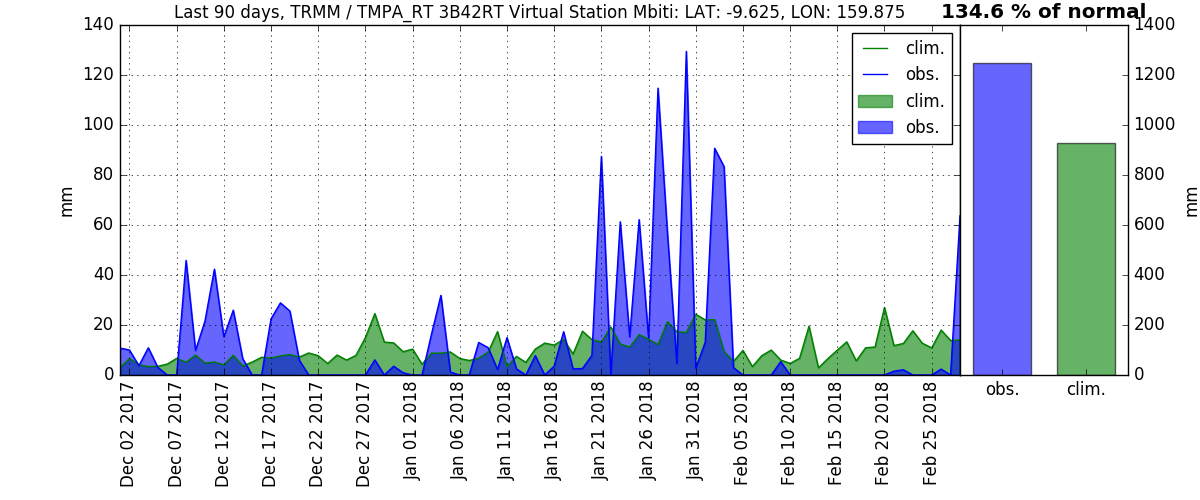 Last 90 days, TRMM / TMPA_RT 3B42RT Virtual Station Mbiti: LAT: -9.625, LON: 159.875
134.6 % of normal
mm
140
120
100
80
60
40
20
0
clim.
obs.
clim.
obs.
1400
1200
1000
800
600
400
200
0
mm
Dec 02 2017
Dec 07 2017
Dec 12 2017
Dec 17 2017
Dec 22 2017
Dec 27 2017
Jan 01 2018
Jan 06 2018
Jan 11 2018
Jan 16 2018
Jan 21 2018
Jan 26 2018
Jan 31 2018
Feb 05 2018
Feb 10 2018
Feb 15 2018
Feb 20 2018
Feb 25 2018
obs.
clim.